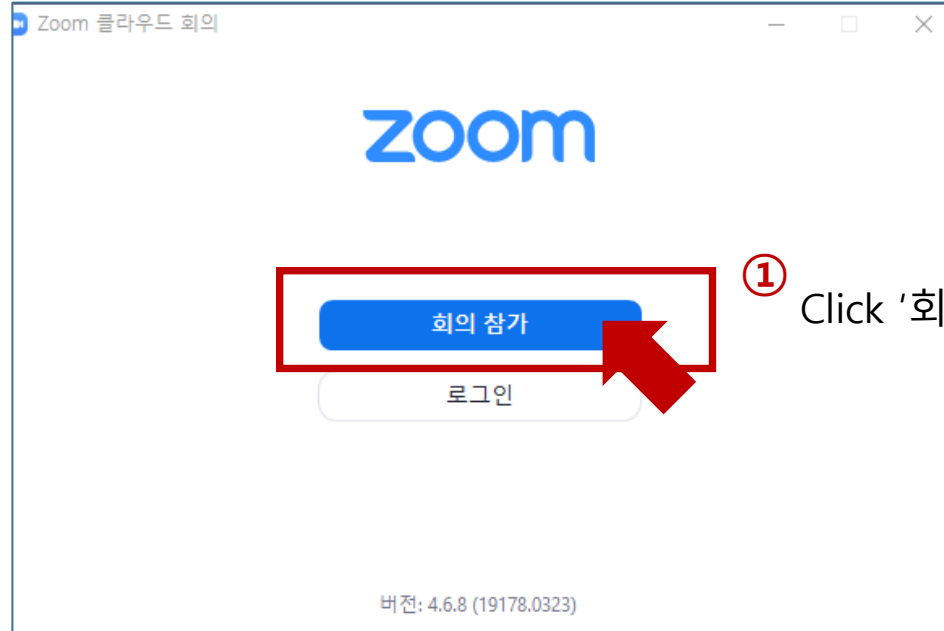 Zoom 클라우드 회의
zoom
①
Click ‘회
회의 참가
로그인
버전: 4.6.8 (19178.0323)